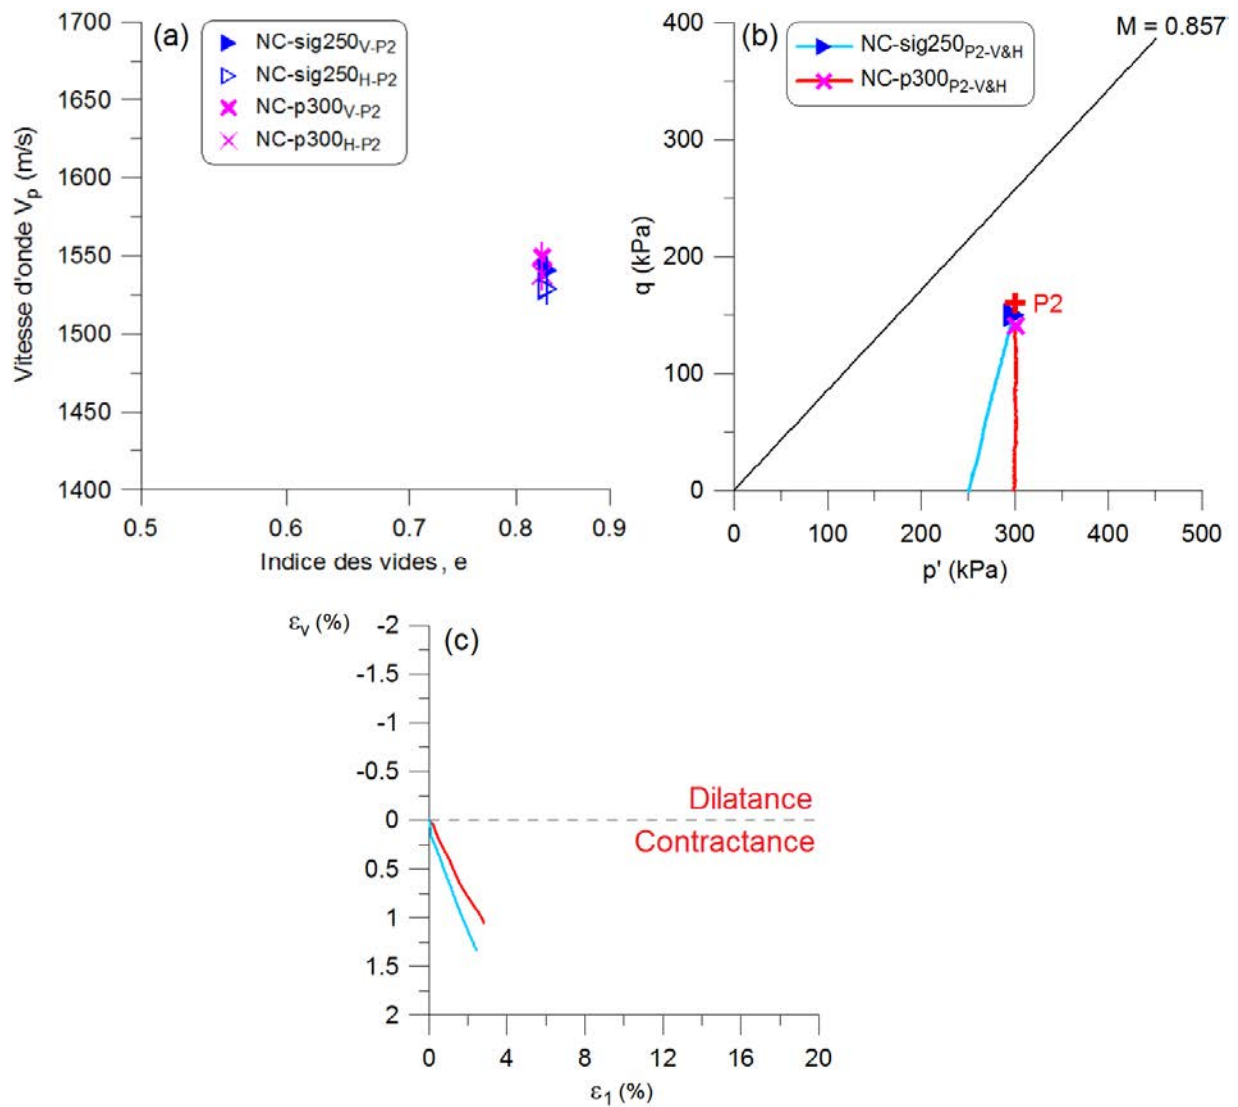 (a)
NC-sig250V-P2
NC-sig250H-P2
NC-p300V-P2
NC-p300H-P2
1700
1650
1600
1550
1500
1450
1400
Vitesse d'onde Vp (m/s)
0.5 0.6 0.7 0.8 0.9
Indice des vides, e
(b)
NC-sig250P2-V&H
NC-p300P2-V&H
M = 0.857
P2
400
300
200
100
0
q (kPa)
0 100 200 300 400 500
p' (kPa)
εv (%)
(c)
-2
-1.5
-1
-0.5
0
0.5
1
1.5
2
Dilatance
Contractance
0 4 8 12 16 20
ε1 (%)